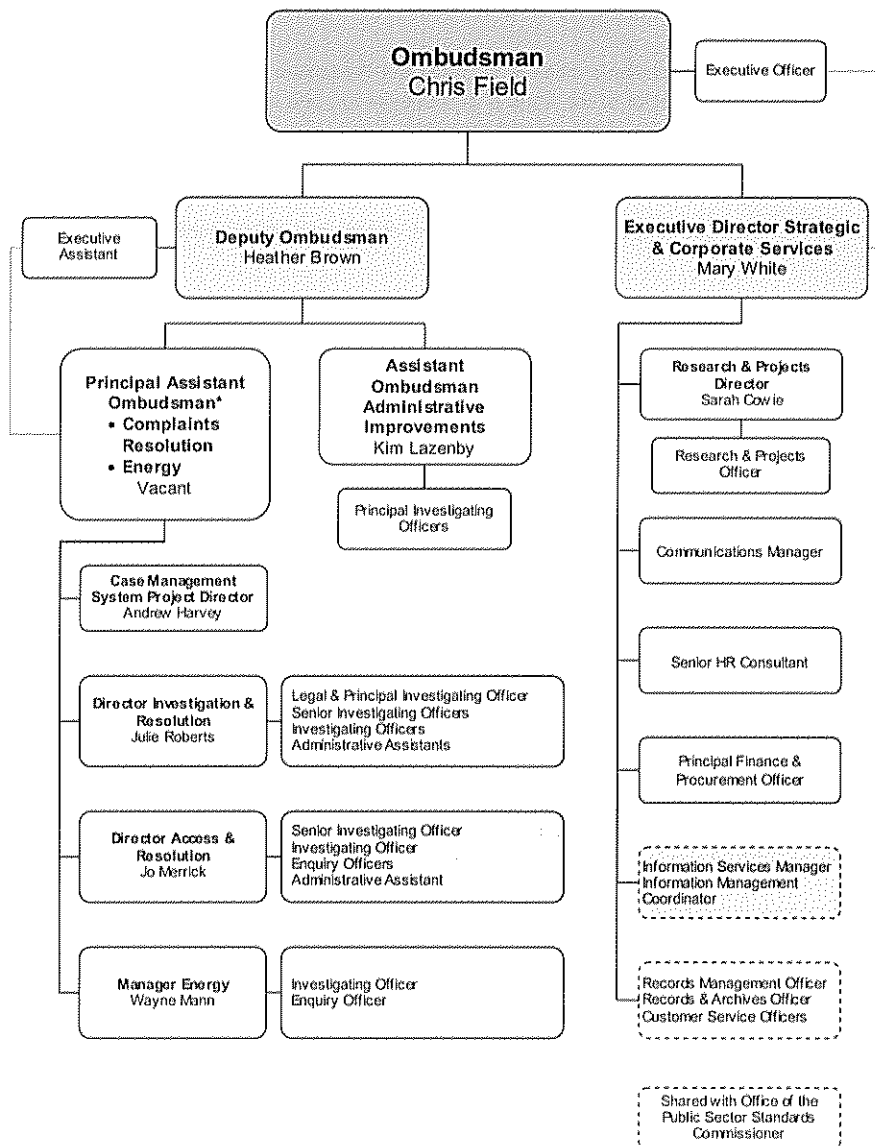 Ombudsman
Chris Field
Executive Officer
Executive
Assistant
Deputy Ombudsman
Heather Brown
Executive Director Strategic
& Corporate Services
Mary White
Principal Assistant
Ombudsman*
• Complaints
Resolution
• Energy
Vacant
Assistant
Ombudsman
Administrative
Improvements
Kim Lazenby
Principal Investigating
Officers
Research & Projects
Director
Sarah Cowie
Research & Projects
Officer
Communications Manager
Senior HR Consultant
Principal Finance &
Procurement Officer
Information Services Manager
Information Management
Coordinator
Records Management Officer
Records & Archives Officer
Customer Service Officers
Case Management
System Project Director
Andrew Harvey
Director Investigation &
Resolution
Julie Roberts
Legal & Principal Investigating Officer
Senior Investigating Officers
Investigating Officers
Administrative Assistants
Director Access &
Resolution
Jo Merrick
Senior Investigating Officer
Investigating Officer
Enquiry Officers
Administrative Assistant
Manager Energy
Wayne Mann
Investigating Officer
Enquiry Officer
Shared with Office of the
Public Sector Standards
Commissioner